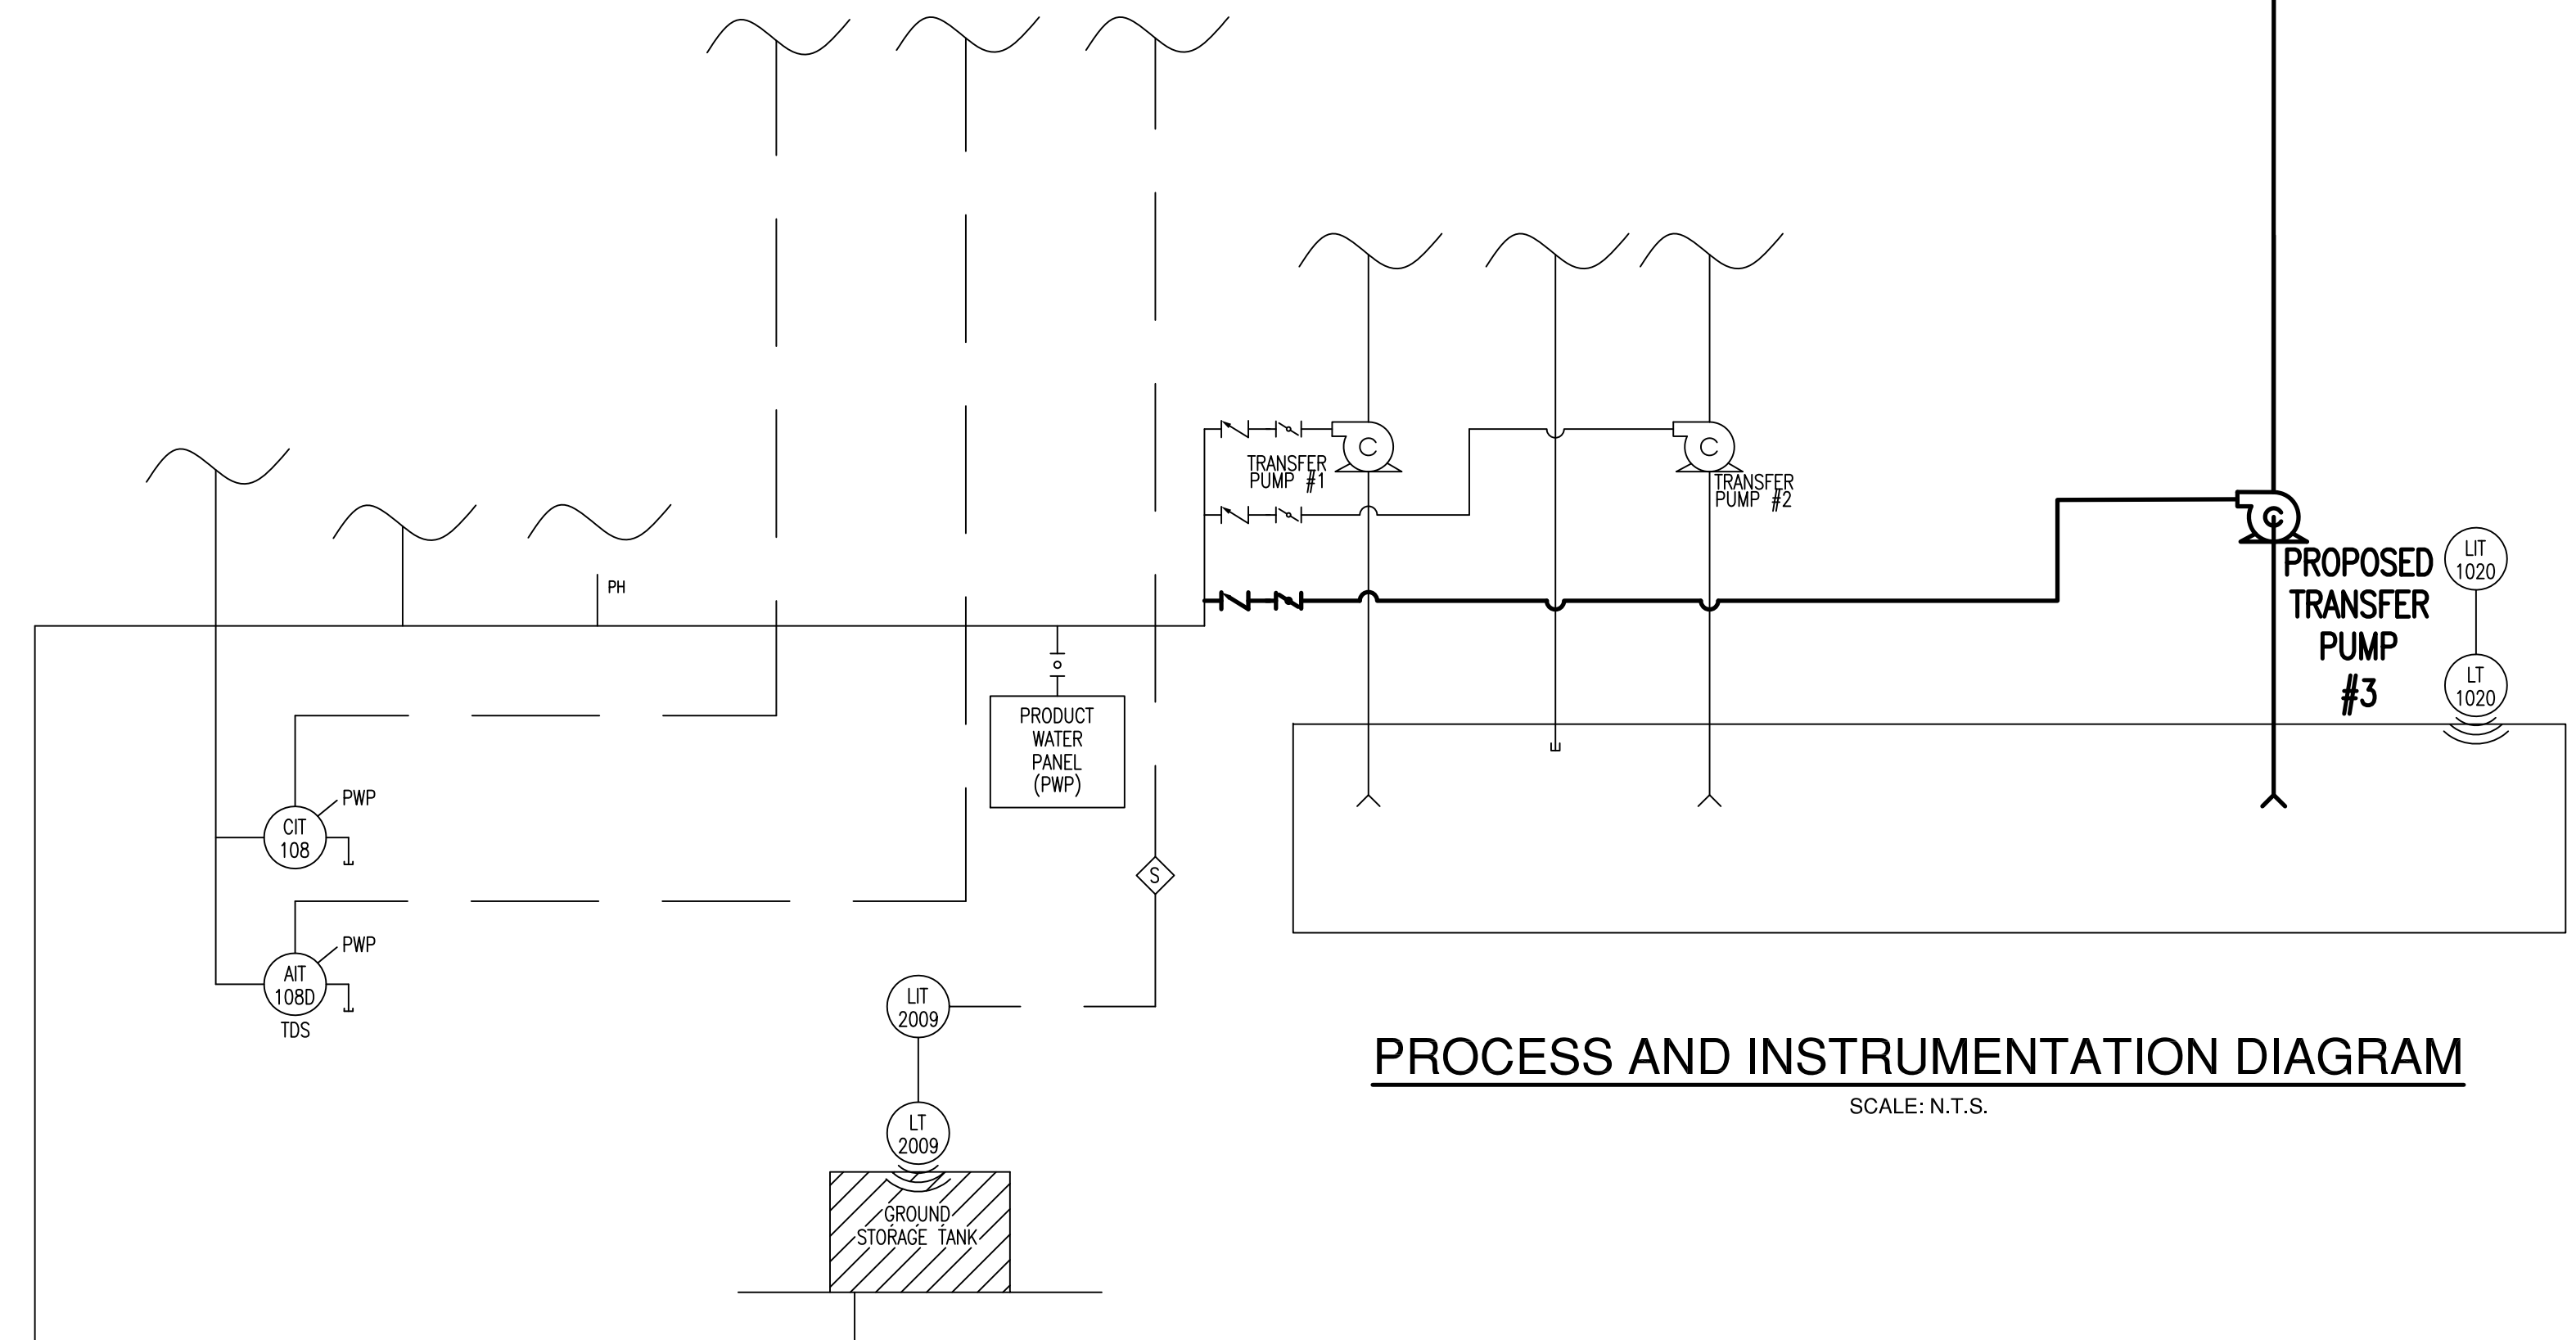 TRANSFER
PUMP #1
C
C
TRANSFER
PUMP #2
C
PROPOSED
TRANSFER
PUMP
#3
LIT
1020
LT
1020
PH
PRODUCT
WATER
PANEL
(PWP)
PWP
CIT
108
S
PWP
AIT
108D
TDS
LIT
2009
LT
2009
GROUND
STORAGE TANK
PROCESS AND INSTRUMENTATION DIAGRAM
SCALE: N.T.S.